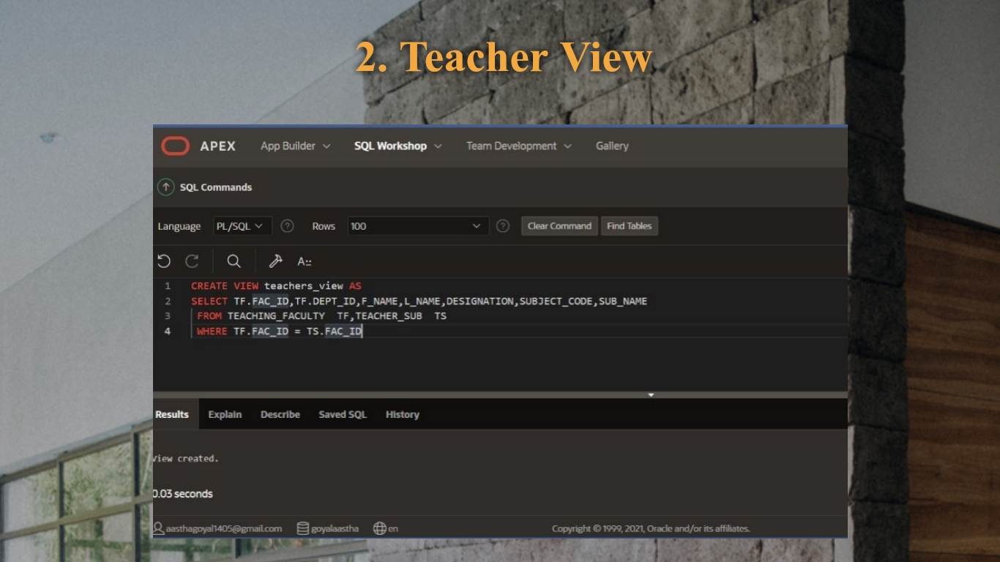 2. Teacher View
APEX App Builder SQL Workshop Team Development Gallery
SQL Commands
Language PL/SQL Rows 100 Clear Command Find Tables
A::
1 CREATE VIEW teachers_view AS
2 SELECT TF.FAC_ID,TF.DEPT_ID,F_NAME,L_NAME,DESIGNATION,SUBJECT_CODE,SUB_NAME
3 FROM TEACHING_FACULTY TF,TEACHER_SUB TS
4 WHERE TF.FAC_ID = TS.FAC_ID
Results Explain Describe Saved SQL History
View created.
0.03 seconds
aasthagoyal1405@gmail.com goyalaastha en Copyright © 1999, 2021, Oracle and/or its affiliates.